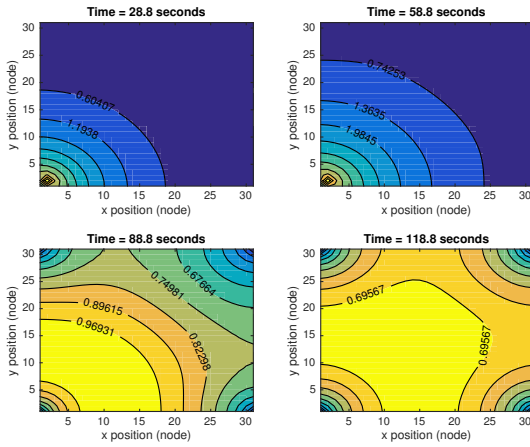 Time = 28.8 seconds
Time = 58.8 seconds
30
25
20
15
10
5
0.60407
1.1938
5 10 15 20 25 30
x position (node)
y position (node)
30
25
20
15
10
5
0.74253
1.3635
1.9845
5 10 15 20 25 30
x position (node)
y position (node)
Time = 88.8 seconds
Time = 118.8 seconds
30
25
20
15
10
5
0.67664
0.74981
0.89615
0.96931
0.82298
5 10 15 20 25 30
x position (node)
y position (node)
30
25
20
15
10
5
0.69567
0.69567
5 10 15 20 25 30
x position (node)
y position (node)